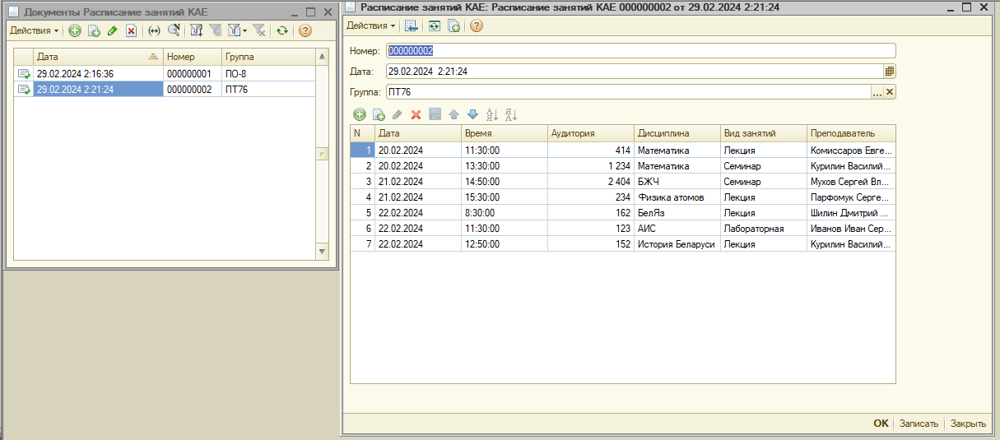 Документы Расписание занятий КАЕ
Действия
Дата Номер Группа
29.02.2024 2:16:36 000000001 ПО-8
29.02.2024 2:21:24 000000002 ПТ76
Расписание занятий КАЕ: Расписание занятий КАЕ 000000002 от 29.02.2024 2:21:24
Действия
Номер: 000000002
Дата: 29.02.2024 2:21:24
Группа: ПТ76
N Дата Время Аудитория Дисциплина Вид занятий Преподаватель
1 20.02.2024 11:30:00 414 Математика Лекция Комиссаров Евге...
2 20.02.2024 13:30:00 1 234 Математика Семинар Курилин Василий...
3 21.02.2024 14:50:00 2 404 БЖЧ Семинар Мухов Сергей Вл...
4 21.02.2024 15:30:00 234 Физика атомов Лекция Парфомук Серге...
5 22.02.2024 8:30:00 162 БелЯз Лекция Шилин Дмитрий ...
6 22.02.2024 11:30:00 123 АИС Лабораторная Иванов Иван Сер...
7 22.02.2024 12:50:00 152 История Беларуси Лекция Курилин Василий...
OK Записать Закрыть